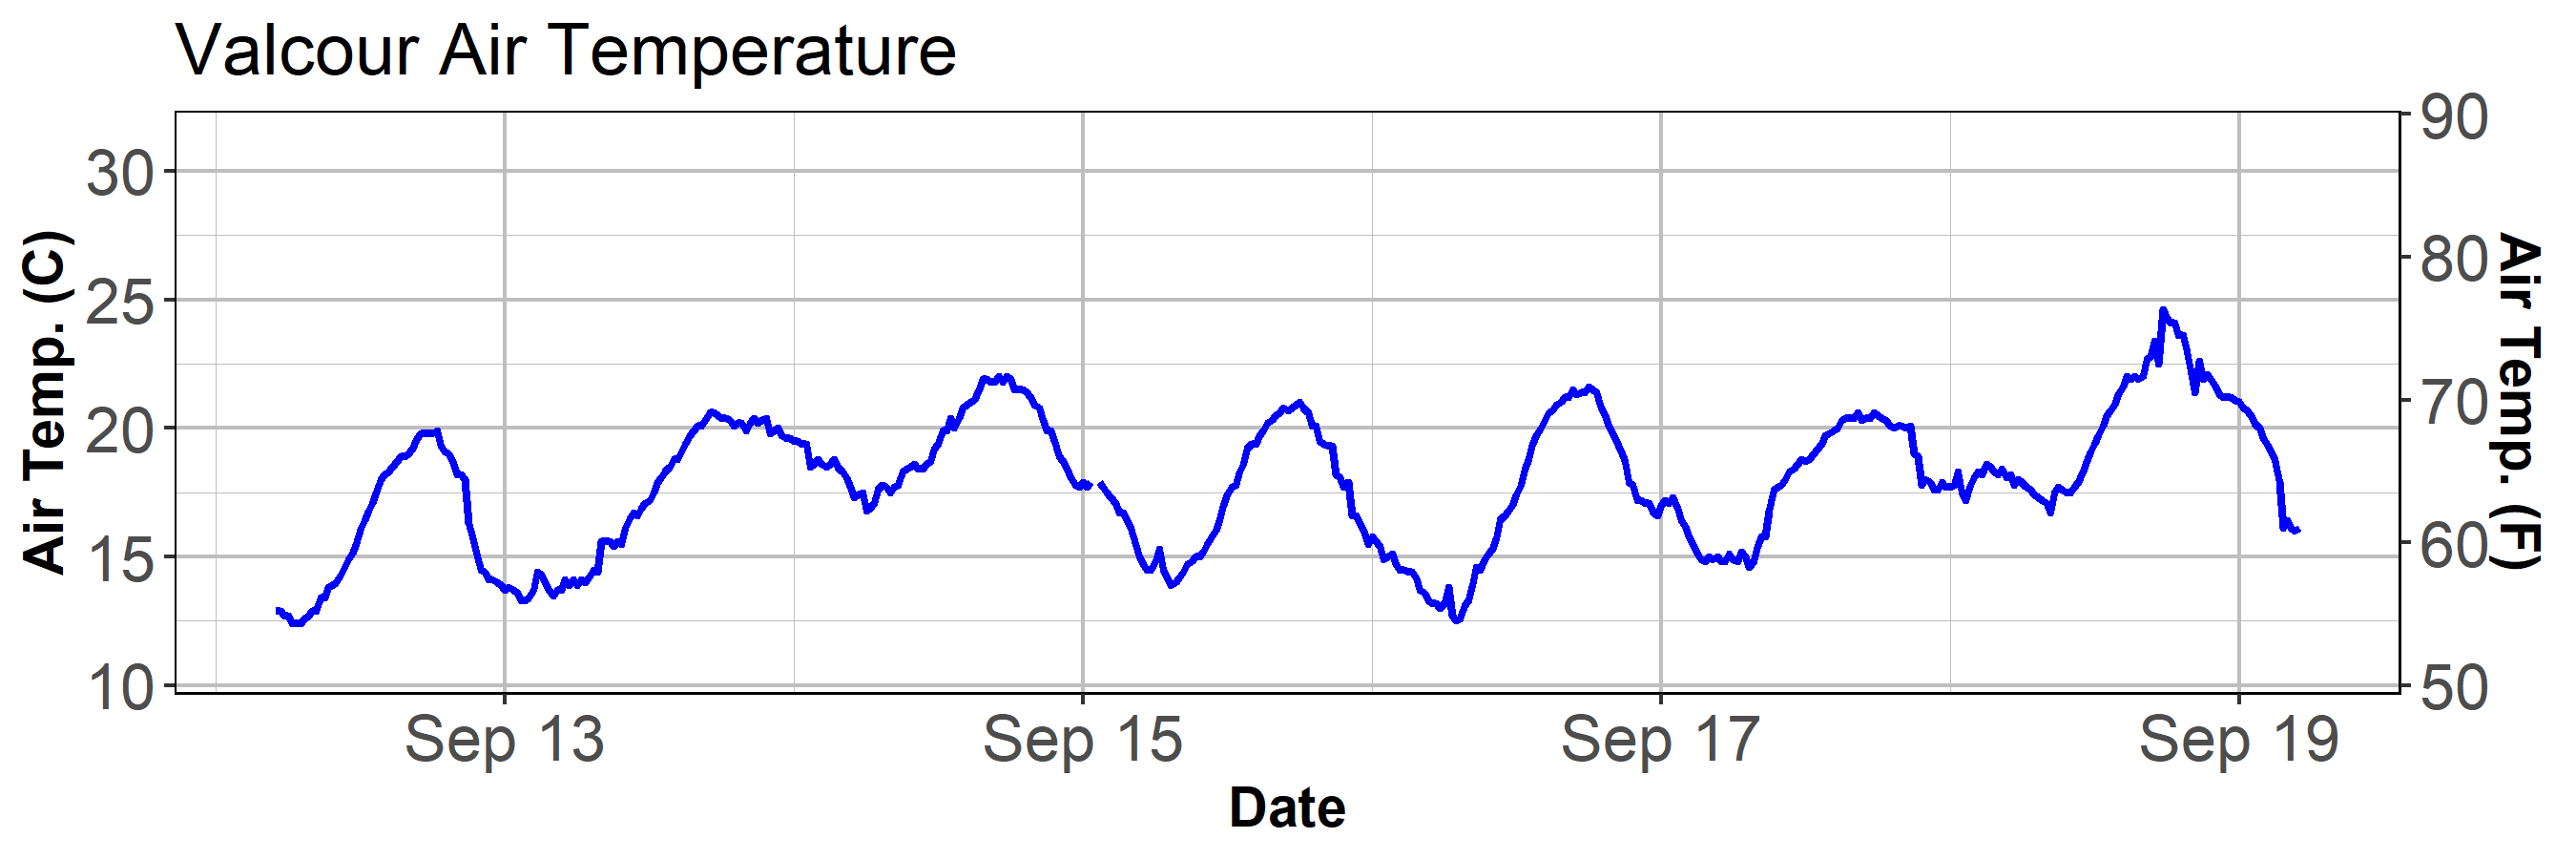 Valcour Air Temperature
Air Temp. (C)
30
25
20
15
10
90
80
70
60
50
Air Temp. (F)
Sep 13
Sep 15
Sep 17
Sep 19
Date